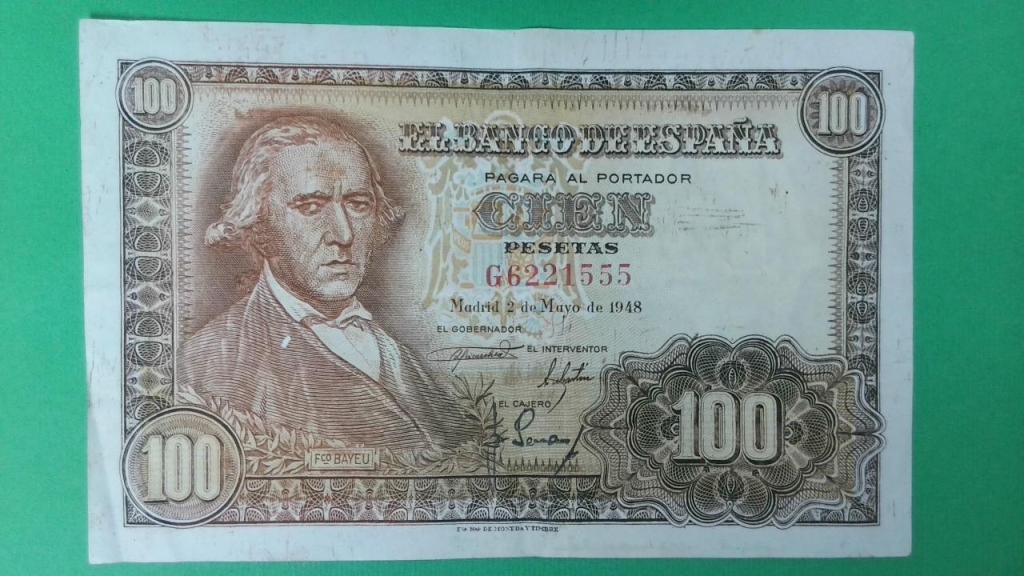 100
100
EL BANCO DE ESPAÑA
PAGARA AL PORTADOR
CIEN
PESETAS
G6221555
Madrid 2 de Mayo de 1948
EL GOBERNADOR
EL INTERVENTOR
EL CAJERO
100
FCO BAYEU
100